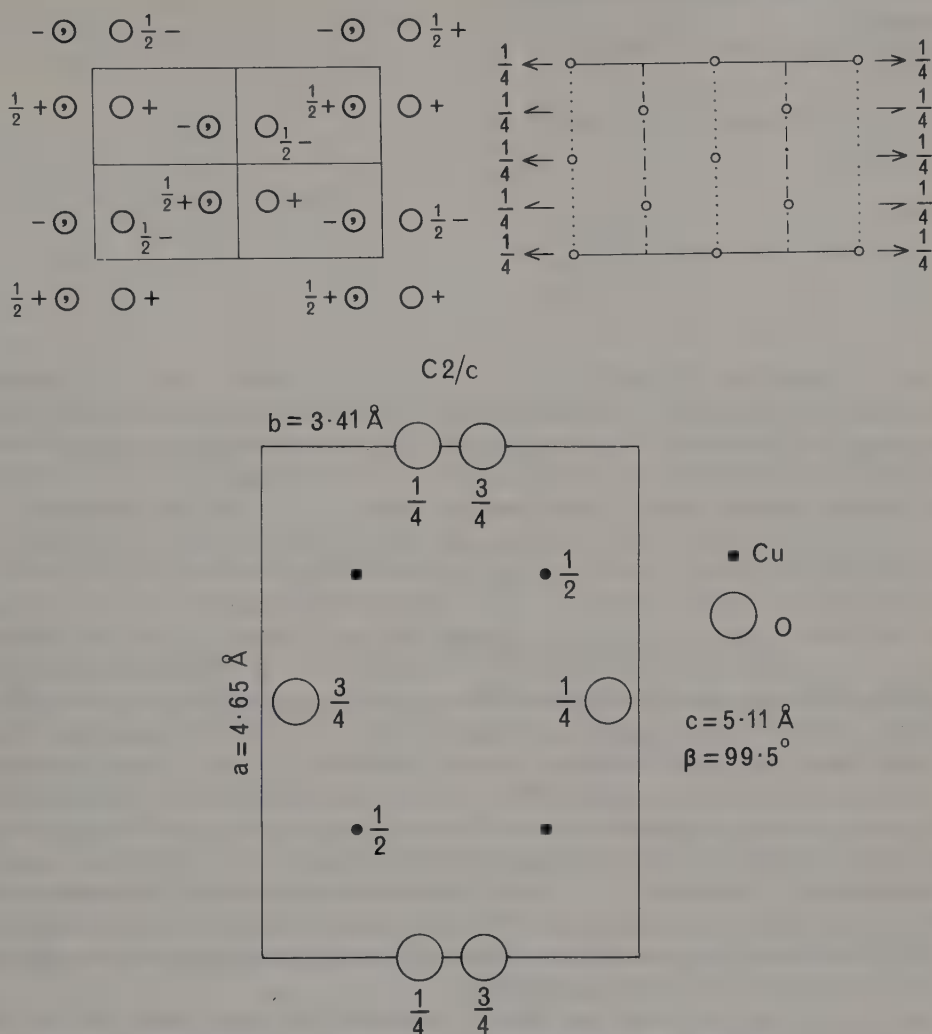 - ½ - - ½ +
½ + + ½ + +
- ½ -
½ + + -
- ½ - ½ -
½ + + ½ + +
¼ ¼
¼ ¼
¼ ¼
¼ ¼
¼ ¼
C2/c
b = 3·41 Å
¼ ¾
½
Cu
O
a = 4·65 Å
¾ ¼
c = 5·11 Å
β = 99·5°
½
¼ ¾